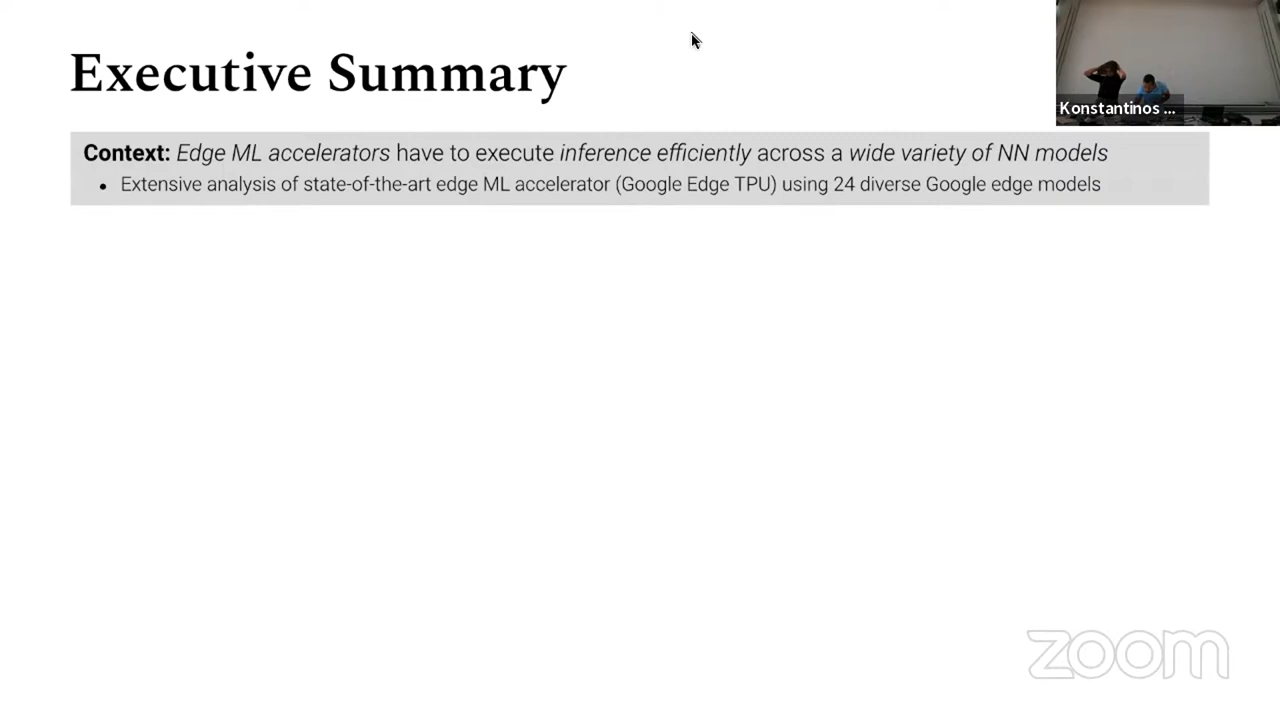 Executive Summary
Konstantinos ...
Context: Edge ML accelerators have to execute inference efficiently across a wide variety of NN models
• Extensive analysis of state-of-the-art edge ML accelerator (Google Edge TPU) using 24 diverse Google edge models
zoom